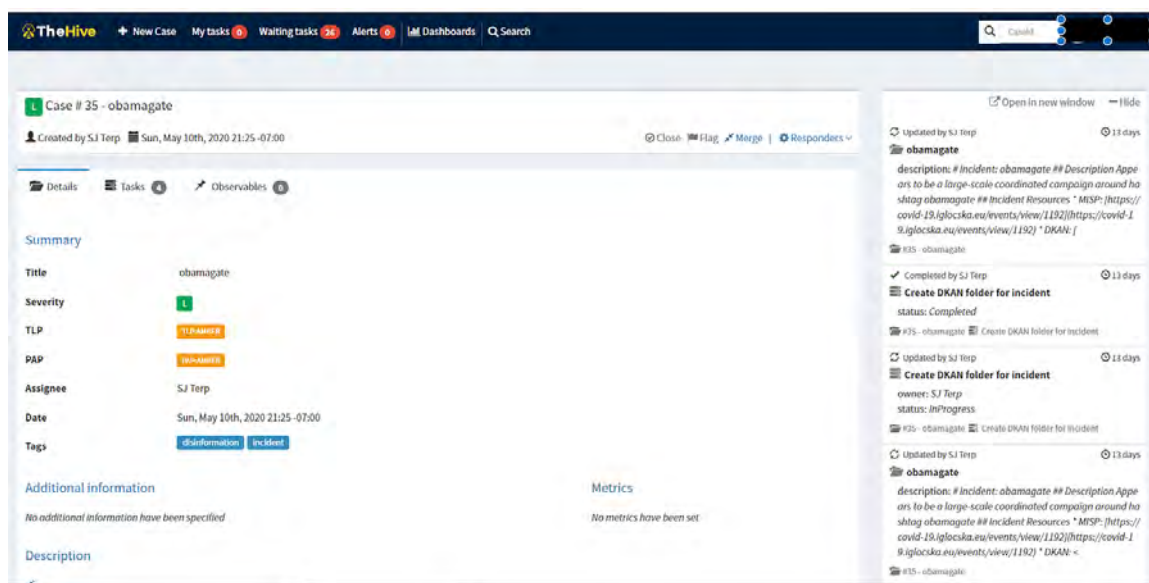 TheHive
+ New Case My tasks 0 Waiting tasks 26 Alerts 0 Dashboards Q Search
CaseId
L Case # 35 - obamagate
Created by SJ Terp Sun, May 10th, 2020 21:25 -07:00
Close Flag Merge | Responders
Details Tasks 4 Observables 0
Summary
Title obamagate
Severity L
TLP TLP:AMBER
PAP PAP:AMBER
Assignee SJ Terp
Date Sun, May 10th, 2020 21:25 -07:00
Tags disinformation incident
Additional information
No additional information have been specified
Metrics
No metrics have been set
Description
Open in new window Hide
Updated by SJ Terp 13 days
obamagate
description: # Incident: obamagate ## Description Appe
ars to be a large-scale coordinated campaign around ha
shtag obamagate ## Incident Resources * MISP: [https://
covid-19.iglocska.eu/events/view/1192](https://covid-1
9.iglocska.eu/events/view/1192) * DKAN: [
#35 - obamagate
Completed by SJ Terp 13 days
Create DKAN folder for incident
status: Completed
#35 - obamagate Create DKAN folder for incident
Updated by SJ Terp 13 days
Create DKAN folder for incident
owner: SJ Terp
status: InProgress
#35 - obamagate Create DKAN folder for incident
Updated by SJ Terp 13 days
obamagate
description: # Incident: obamagate ## Description Appe
ars to be a large-scale coordinated campaign around ha
shtag obamagate ## Incident Resources * MISP: [https://
covid-19.iglocska.eu/events/view/1192](https://covid-1
9.iglocska.eu/events/view/1192) * DKAN: <
#35 - obamagate